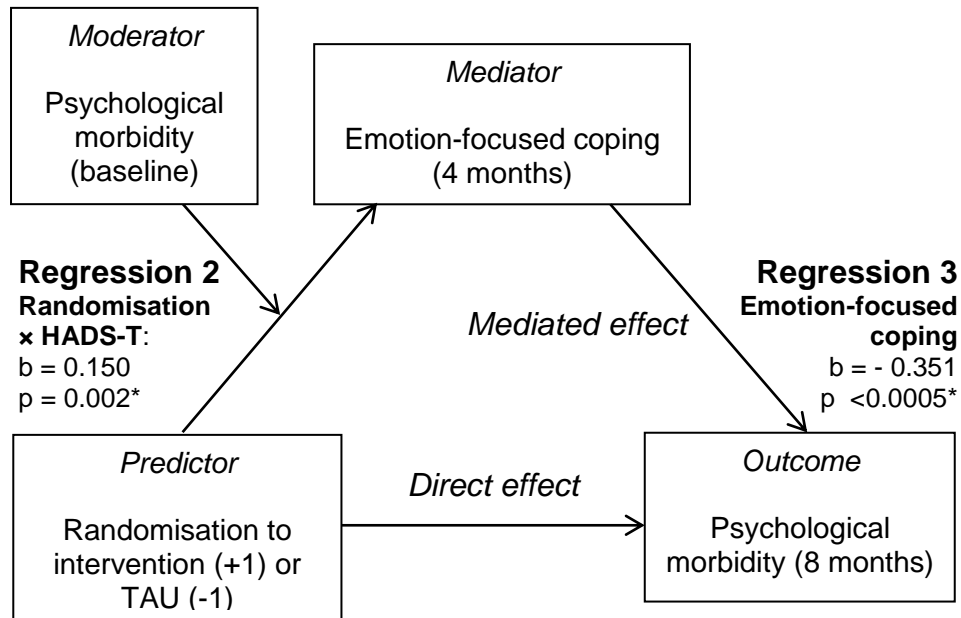 Moderator
Psychological
morbidity
(baseline)
Mediator
Emotion-focused coping
(4 months)
Regression 2
Randomisation
× HADS-T:
b = 0.150
p = 0.002*
Mediated effect
Regression 3
Emotion-focused
coping
b = - 0.351
p <0.0005*
Predictor
Randomisation to
intervention (+1) or
TAU (-1)
Direct effect
Outcome
Psychological
morbidity (8 months)